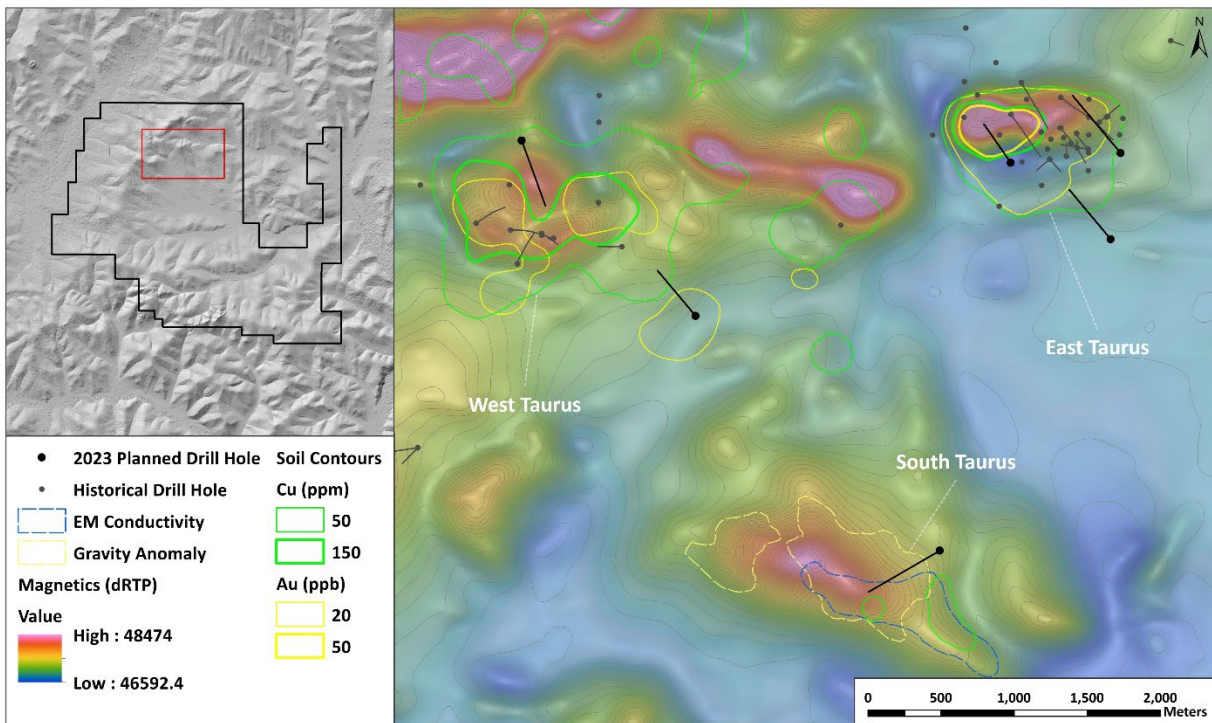 N
West Taurus
East Taurus
South Taurus
2023 Planned Drill Hole
Historical Drill Hole
EM Conductivity
Gravity Anomaly
Magnetics (dRTP)
Value
High : 48474
Low : 46592.4
Soil Contours
Cu (ppm)
50
150
Au (ppb)
20
50
0 500 1,000 1,500 2,000
Meters